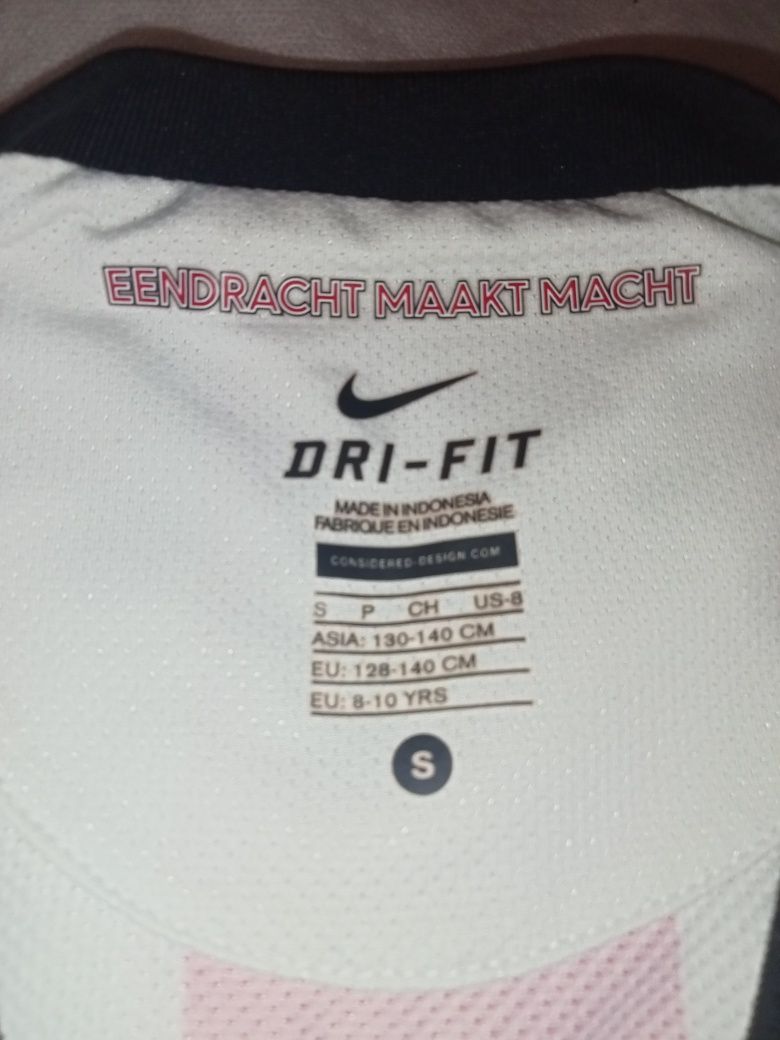 EENDRACHT MAAKT MACHT
DRI-FIT
MADE IN INDONESIA
FABRIQUE EN INDONESIE
CONSIDERED-DESIGN.COM
S P CH US-8
ASIA: 130-140 CM
EU: 128-140 CM
EU: 8-10 YRS
S